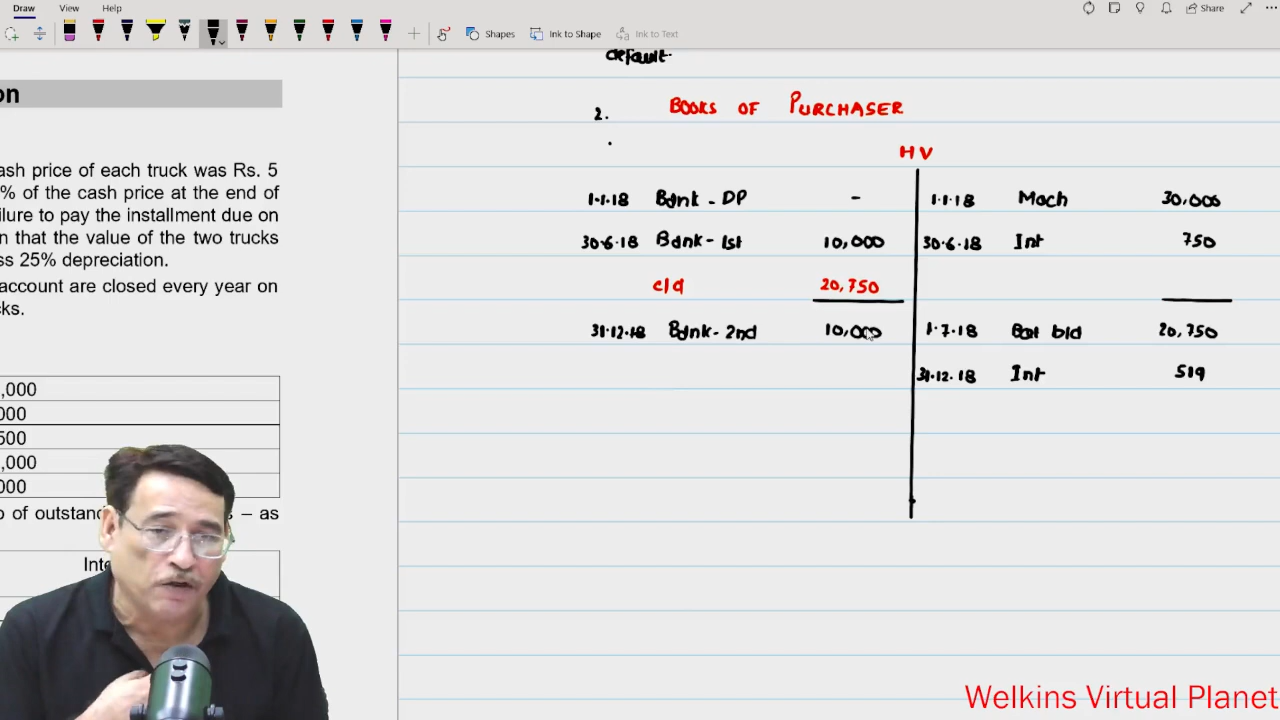 Draw View Help
Share
Shapes Ink to Shape Ink to Text
default
on
2. BOOKS OF PURCHASER
HV
ash price of each truck was Rs. 5
% of the cash price at the end of
ilure to pay the installment due on
n that the value of the two trucks
ss 25% depreciation.
account are closed every year on
cks.
1.1.18 Bank - DP - 1.1.18 Mach 30,000
30.6.18 Bank - 1st 10,000 30.6.18 Int 750
c/d 20,750
31.12.18 Bank - 2nd 10,000 1.7.18 Bal b/d 20,750
31.12.18 Int 519
,000
000
500
,000
000
o of outstand s – as
Inte
Welkins Virtual Planet